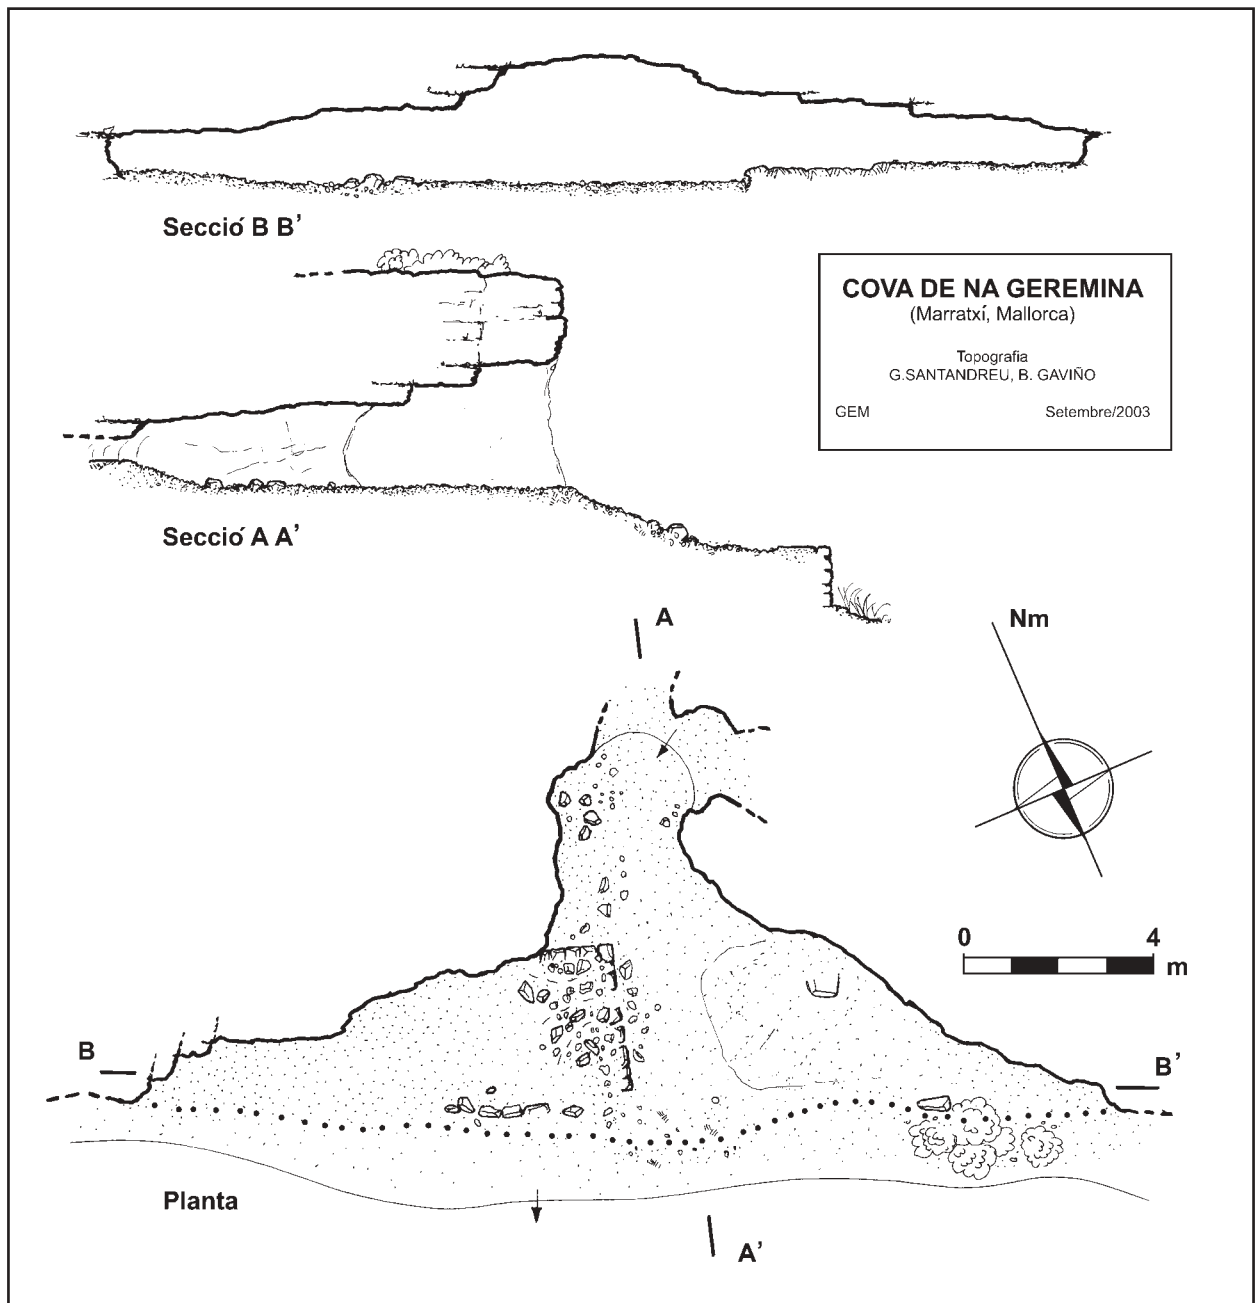 Secció B B’
COVA DE NA GEREMINA
(Marratxí, Mallorca)
Topografia
G.SANTANDREU, B. GAVIÑO
GEM Setembre/2003
Secció A A’
A
Nm
0 4
m
B
B’
Planta
A’